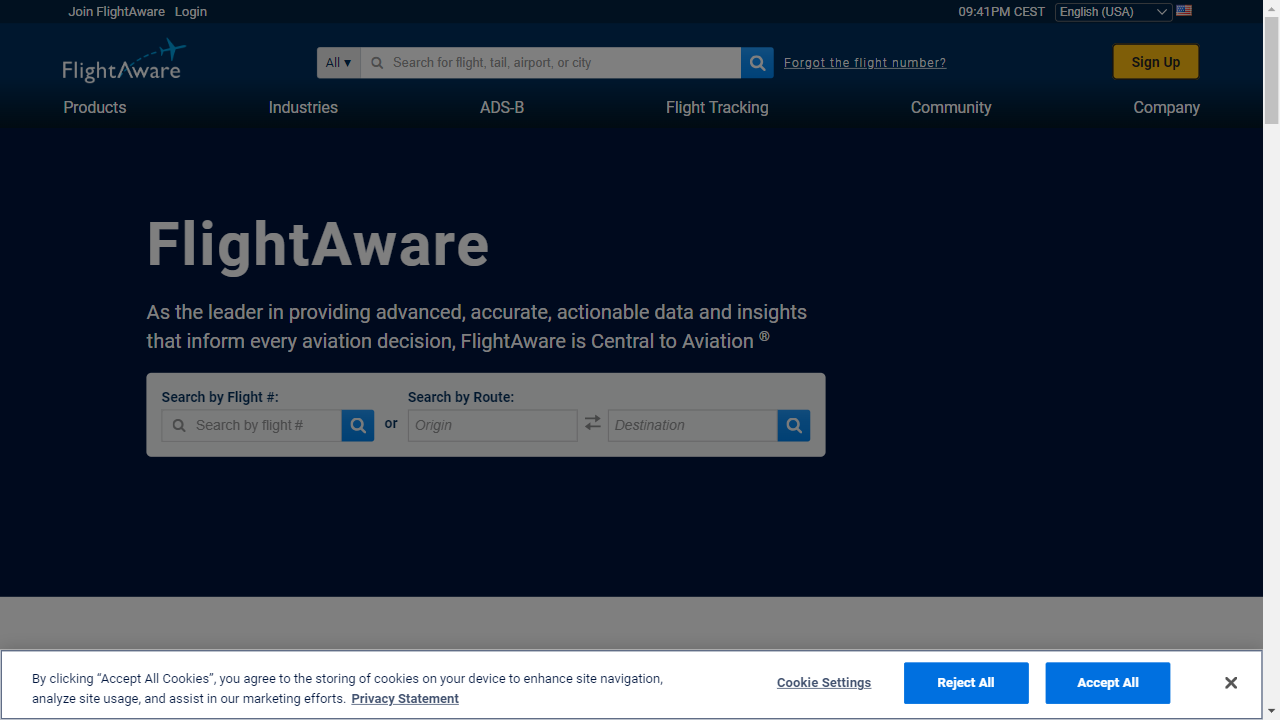 Join FlightAware Login 09:41PM CEST English (USA)
FlightAware
All ▾ Search for flight, tail, airport, or city Forgot the flight number? Sign Up
Products Industries ADS-B Flight Tracking Community Company
FlightAware
As the leader in providing advanced, accurate, actionable data and insights
that inform every aviation decision, FlightAware is Central to Aviation ®
Search by Flight #: Search by Route:
Search by flight # or Origin Destination
By clicking “Accept All Cookies”, you agree to the storing of cookies on your device to enhance site navigation,
analyze site usage, and assist in our marketing efforts. Privacy Statement
Cookie Settings Reject All Accept All